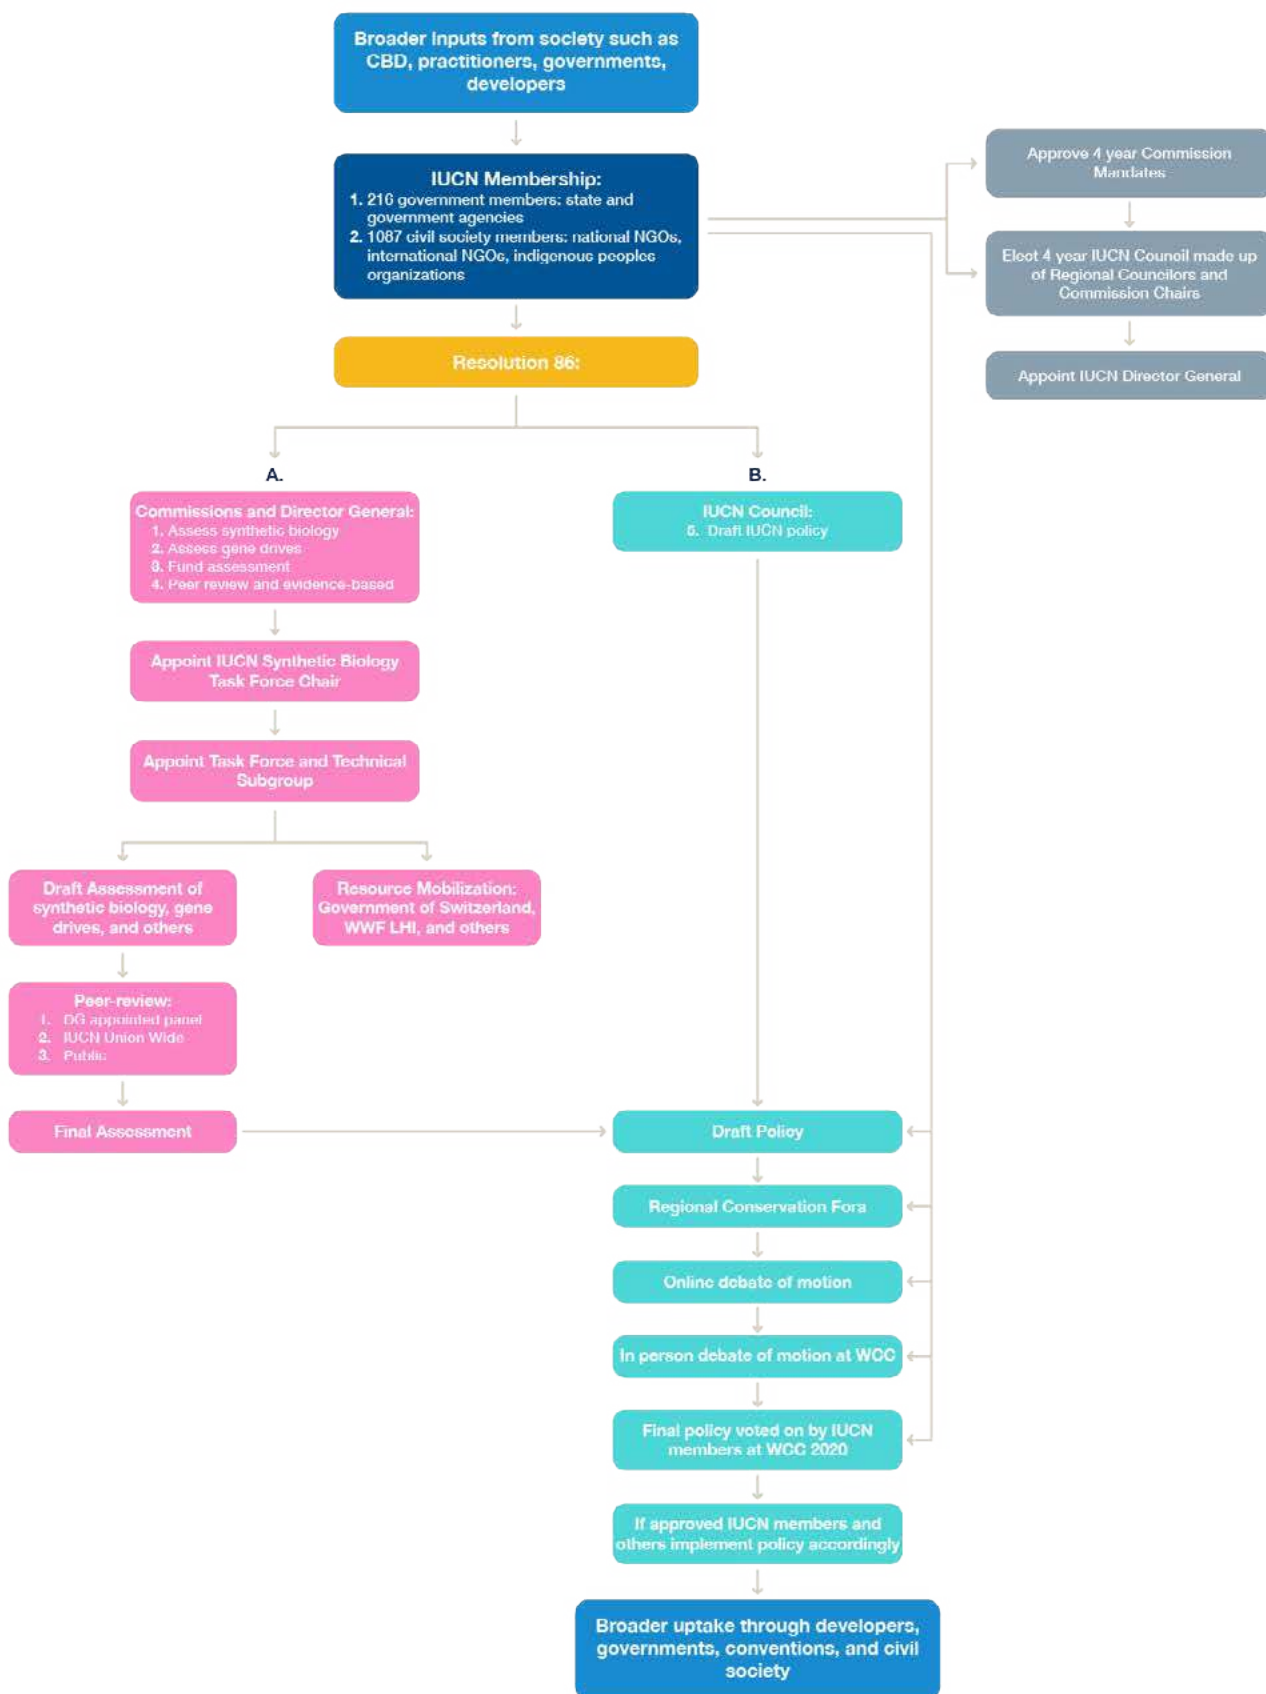 Broader Inputs from society such as
CBD, practitioners, governments,
developers
IUCN Membership:
1. 216 government members: state and
government agencies
2. 1087 civil society members: national NGOs,
international NGOs, indigenous peoples
organizations
Approve 4 year Commission
Mandates
Elect 4 year IUCN Council made up
of Regional Councilors and
Commission Chairs
Appoint IUCN Director General
Resolution 86:
A.
Commissions and Director General:
1. Assess synthetic biology
2. Assess gene drives
3. Fund assessment
4. Peer review and evidence-based
B.
IUCN Council:
5. Draft IUCN policy
Appoint IUCN Synthetic Biology
Task Force Chair
Appoint Task Force and Technical
Subgroup
Draft Assessment of
synthetic biology, gene
drives, and others
Resource Mobilization:
Government of Switzerland,
WWF LHI, and others
Peer-review:
1. DG appointed panel
2. IUCN Union Wide
3. Public
Final Assessment
Draft Policy
Regional Conservation Fora
Online debate of motion
In person debate of motion at WCC
Final policy voted on by IUCN
members at WCC 2020
If approved IUCN members and
others implement policy accordingly
Broader uptake through developers,
governments, conventions, and civil
society